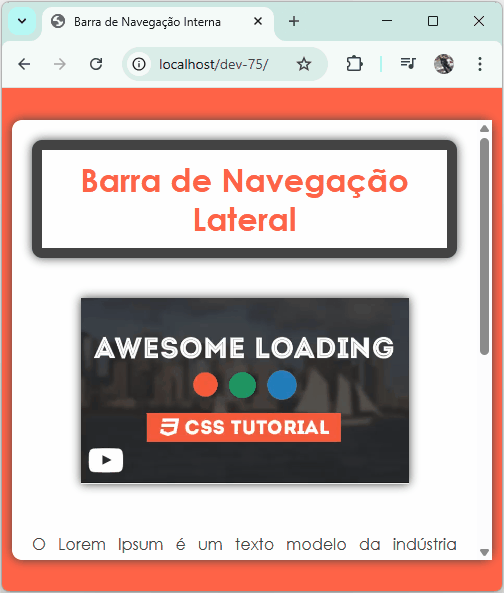 Barra de Navegação Interna
localhost/dev-75/
Barra de Navegação
Lateral
AWESOME LOADING
CSS TUTORIAL
O Lorem Ipsum é um texto modelo da indústria